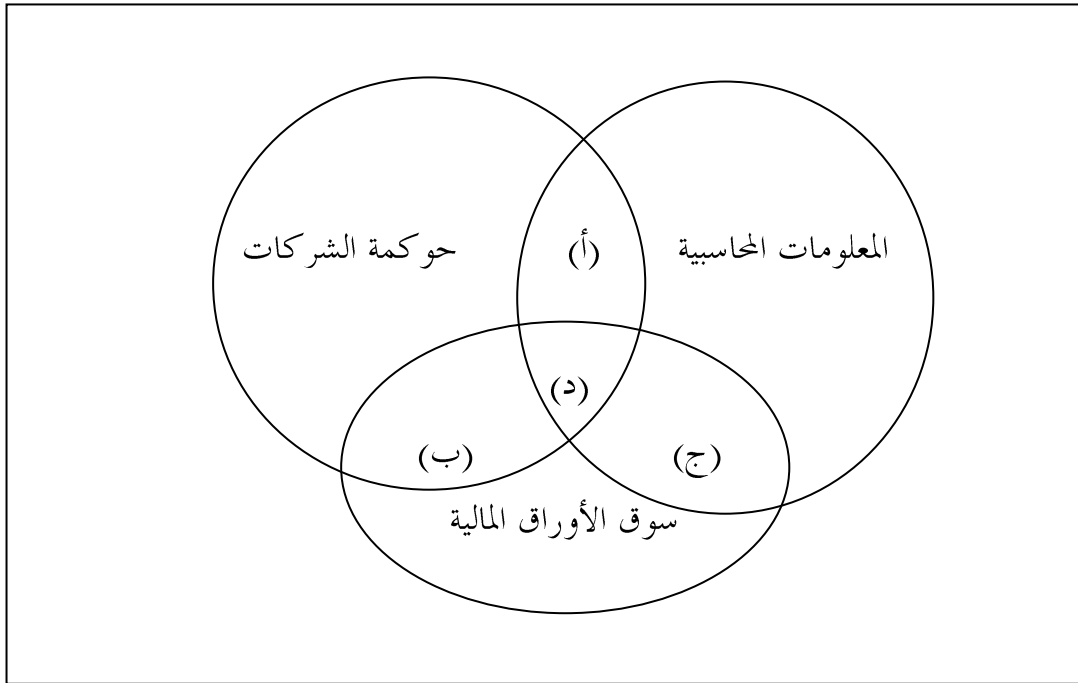 المعلومات المحاسبية
(أ)
حوكمة الشركات
(د)
(ج)
(ب)
سوق الأوراق المالية